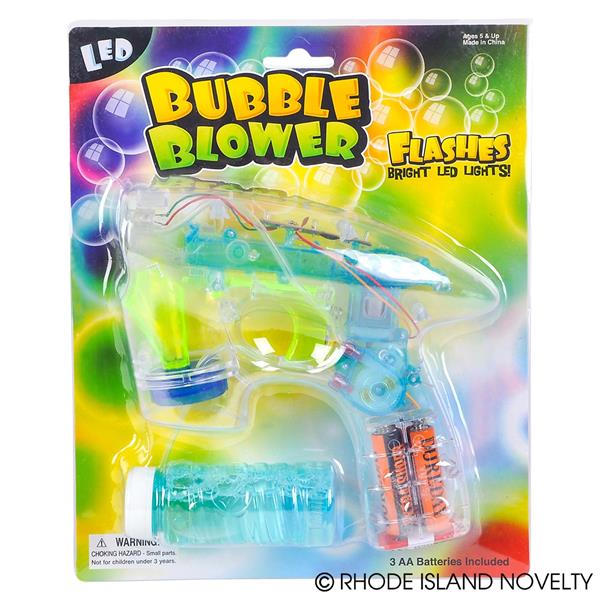 LED
Ages 5 & Up
Made in China
BUBBLE
BLOWER
FLASHES
BRIGHT LED LIGHTS!
WARNING:
CHOKING HAZARD - Small parts.
Not for children under 3 years.
3 AA Batteries Included
© RHODE ISLAND NOVELTY